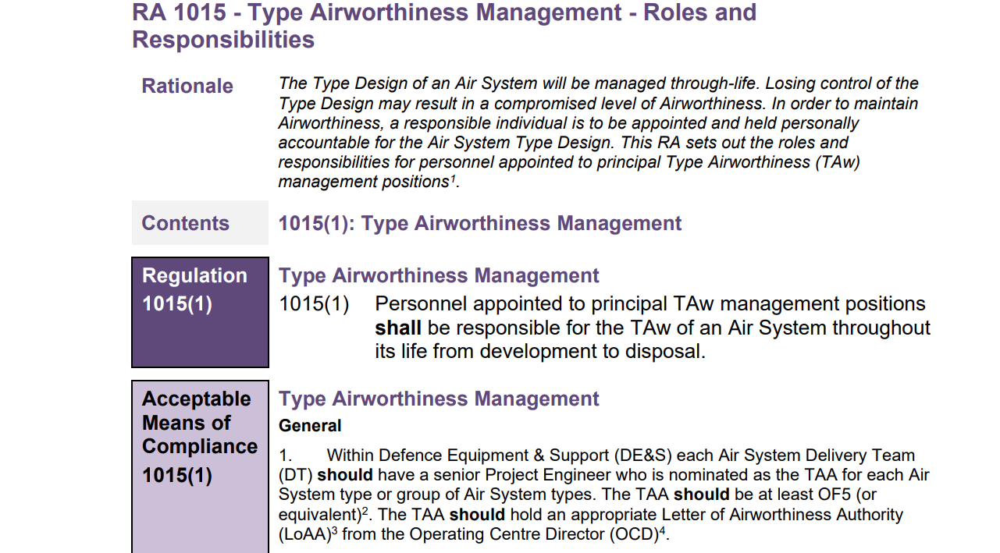 RA 1015 - Type Airworthiness Management - Roles and
Responsibilities
Rationale
The Type Design of an Air System will be managed through-life. Losing control of the
Type Design may result in a compromised level of Airworthiness. In order to maintain
Airworthiness, a responsible individual is to be appointed and held personally
accountable for the Air System Type Design. This RA sets out the roles and
responsibilities for personnel appointed to principal Type Airworthiness (TAw)
management positions¹.
Contents
1015(1): Type Airworthiness Management
Regulation
1015(1)
Type Airworthiness Management
1015(1) Personnel appointed to principal TAw management positions
shall be responsible for the TAw of an Air System throughout
its life from development to disposal.
Acceptable
Means of
Compliance
1015(1)
Type Airworthiness Management
General
1. Within Defence Equipment & Support (DE&S) each Air System Delivery Team
(DT) should have a senior Project Engineer who is nominated as the TAA for each Air
System type or group of Air System types. The TAA should be at least OF5 (or
equivalent)². The TAA should hold an appropriate Letter of Airworthiness Authority
(LoAA)³ from the Operating Centre Director (OCD)⁴.